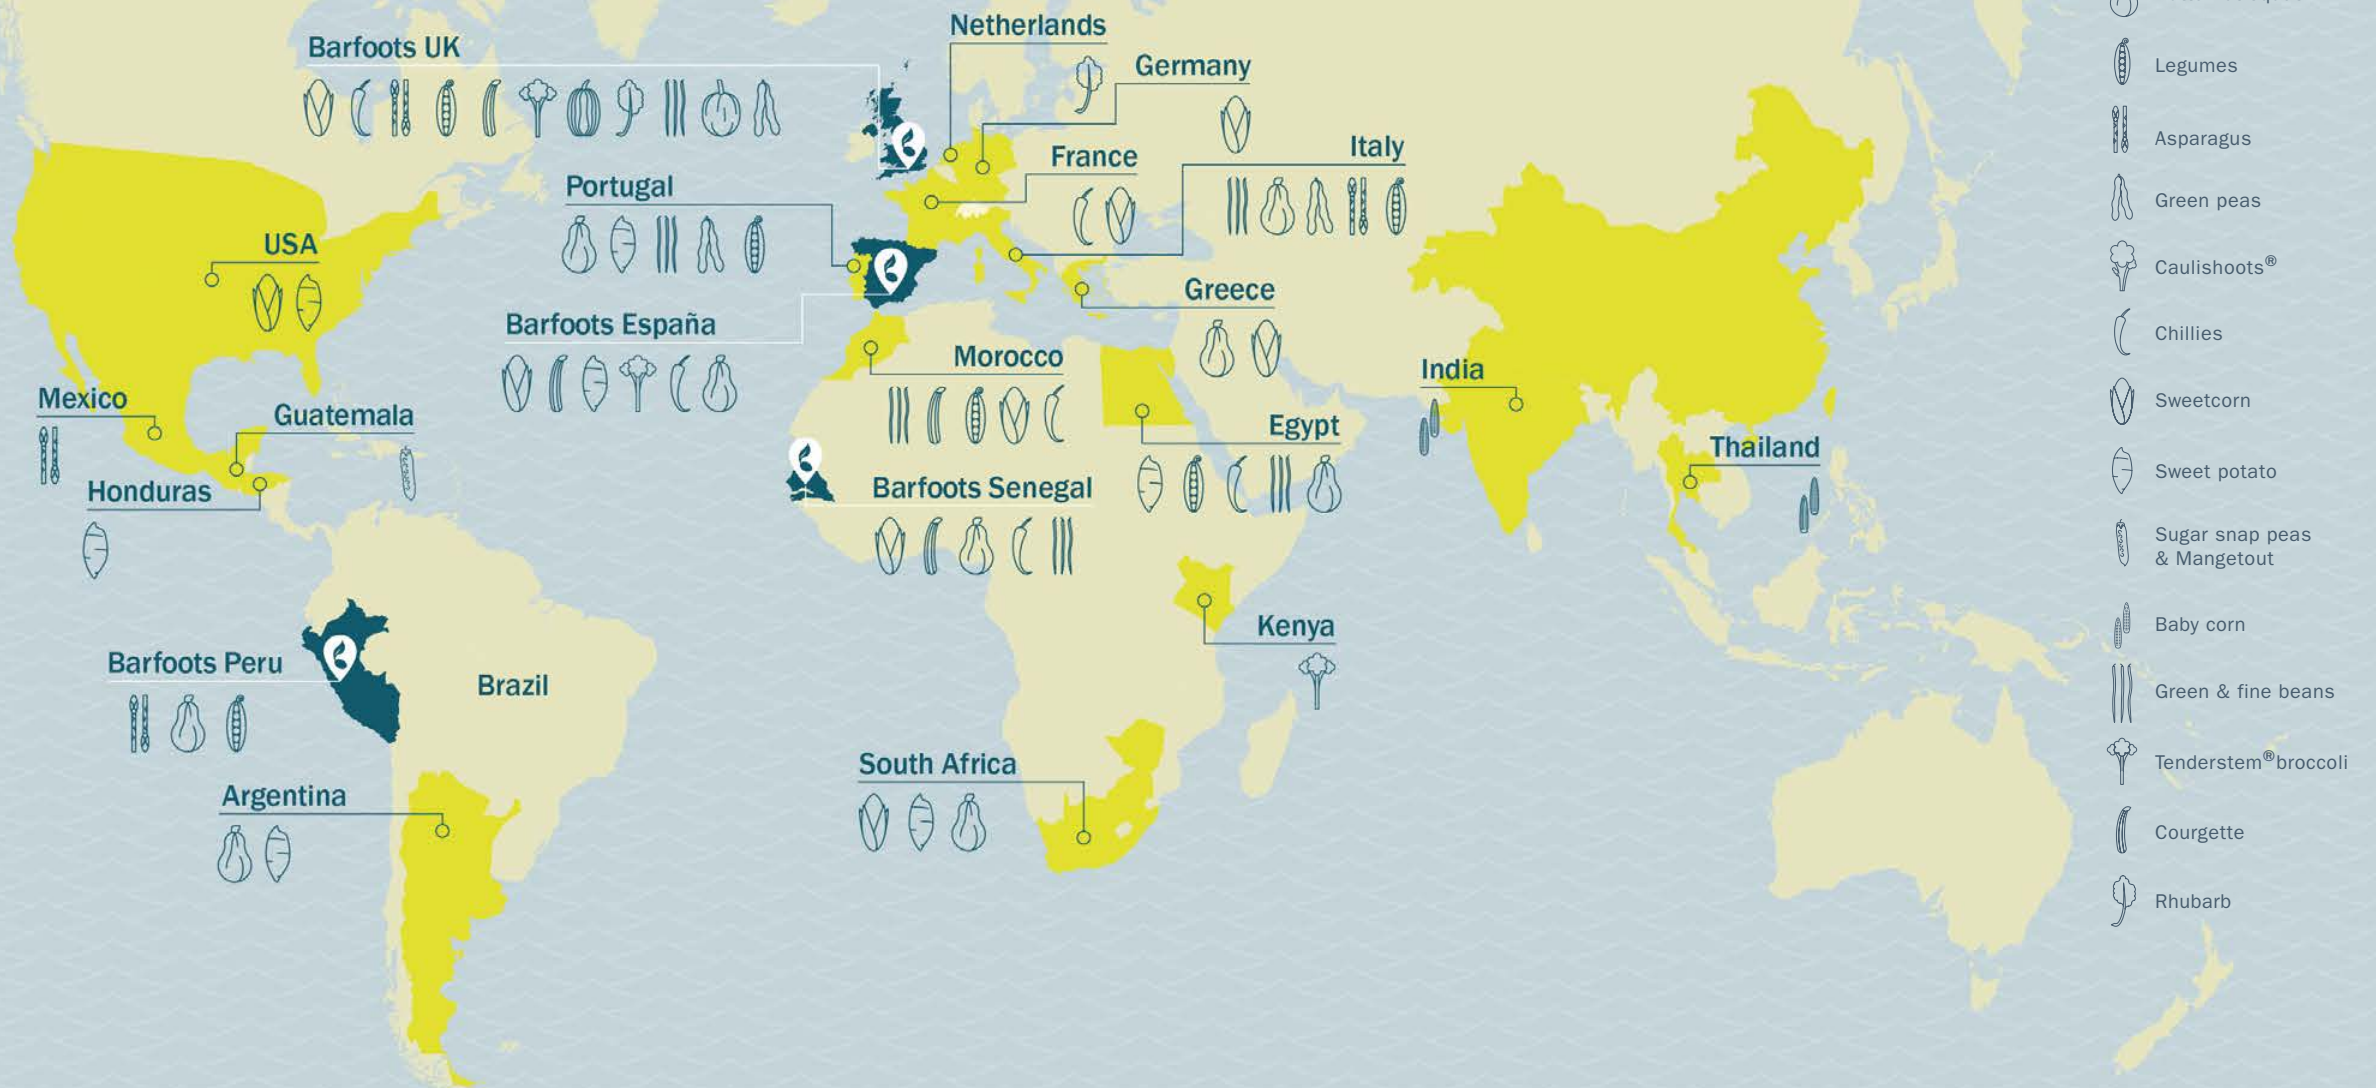 Netherlands
Barfoots UK
Germany
Italy
France
Portugal
USA
Greece
Barfoots España
Morocco
India
Mexico
Guatemala
Egypt
Thailand
Honduras
Barfoots Senegal
Kenya
Barfoots Peru
Brazil
South Africa
Argentina
Legumes
Asparagus
Green peas
Caulishoots®
Chillies
Sweetcorn
Sweet potato
Sugar snap peas
& Mangetout
Baby corn
Green & fine beans
Tenderstem®broccoli
Courgette
Rhubarb